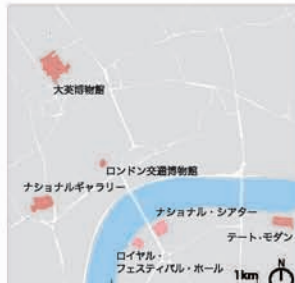 大英博物館
ロンドン交通博物館
ナショナルギャラリー
ナショナル・シアター
テート・モダン
ロイヤル・
フェスティバル・ホール
1km
N